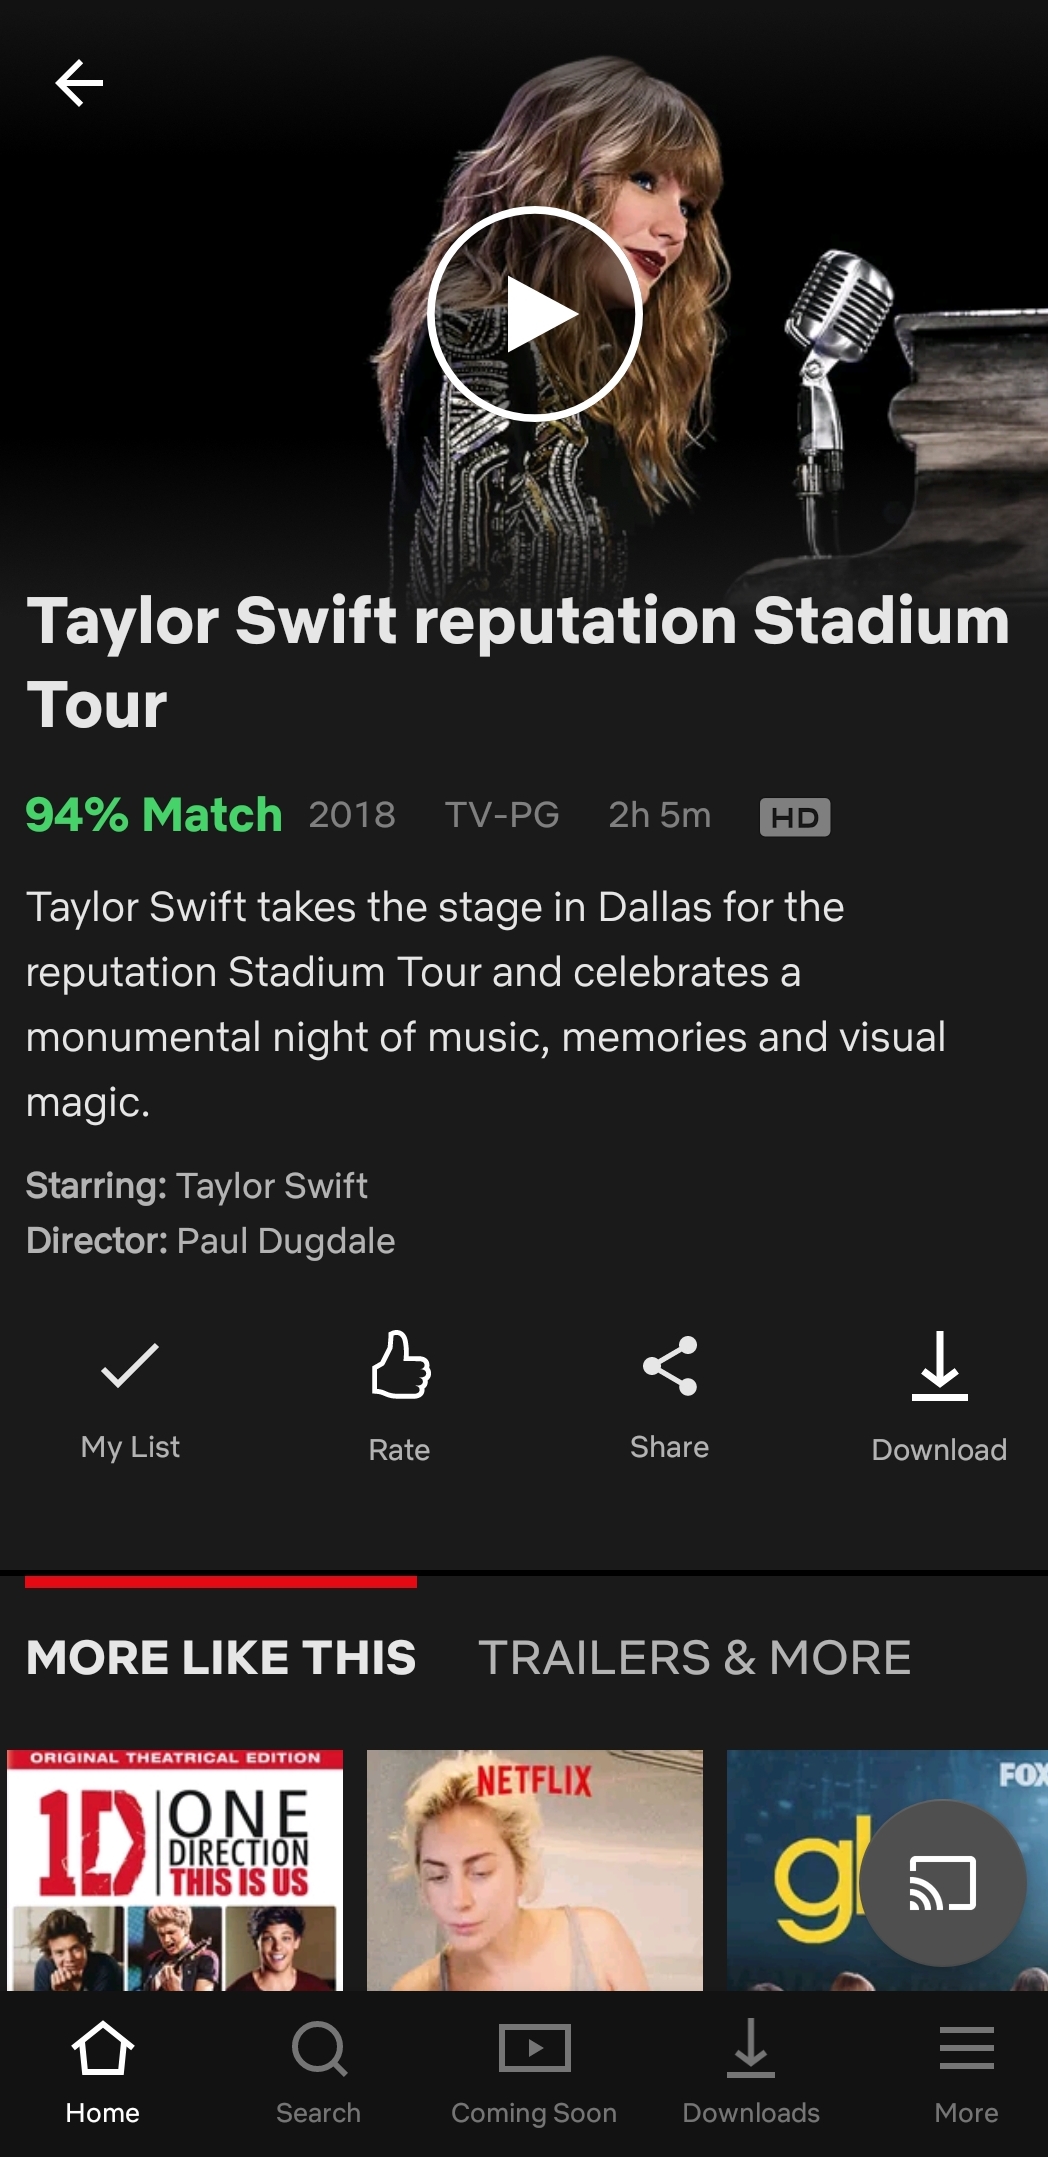 Taylor Swift reputation Stadium
Tour
94% Match 2018 TV-PG 2h 5m HD
Taylor Swift takes the stage in Dallas for the
reputation Stadium Tour and celebrates a
monumental night of music, memories and visual
magic.
Starring: Taylor Swift
Director: Paul Dugdale
My List Rate Share Download
MORE LIKE THIS TRAILERS & MORE
ORIGINAL THEATRICAL EDITION
1D ONE
DIRECTION
THIS IS US
NETFLIX
FOX
gl
Home Search Coming Soon Downloads More